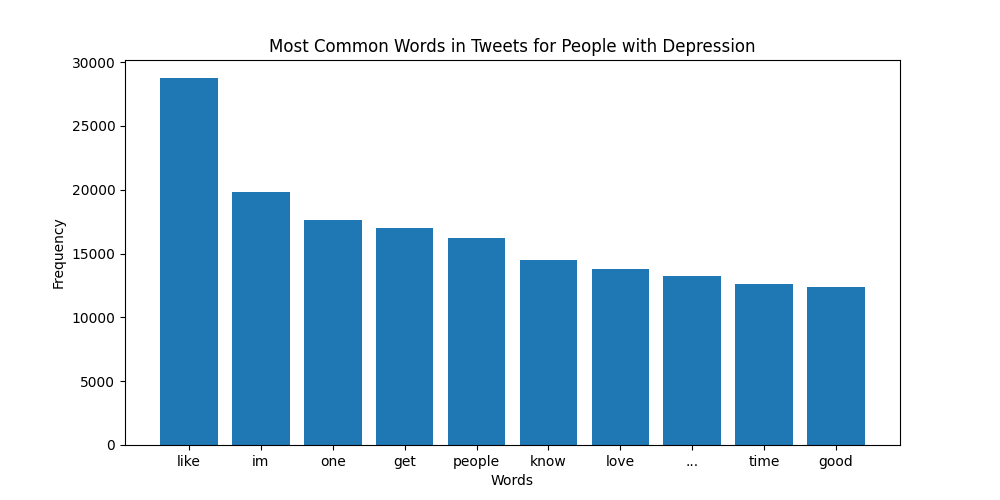 Most Common Words in Tweets for People with Depression
30000
25000
20000
15000
10000
5000
0
Frequency
like im one get people know love ... time good
Words